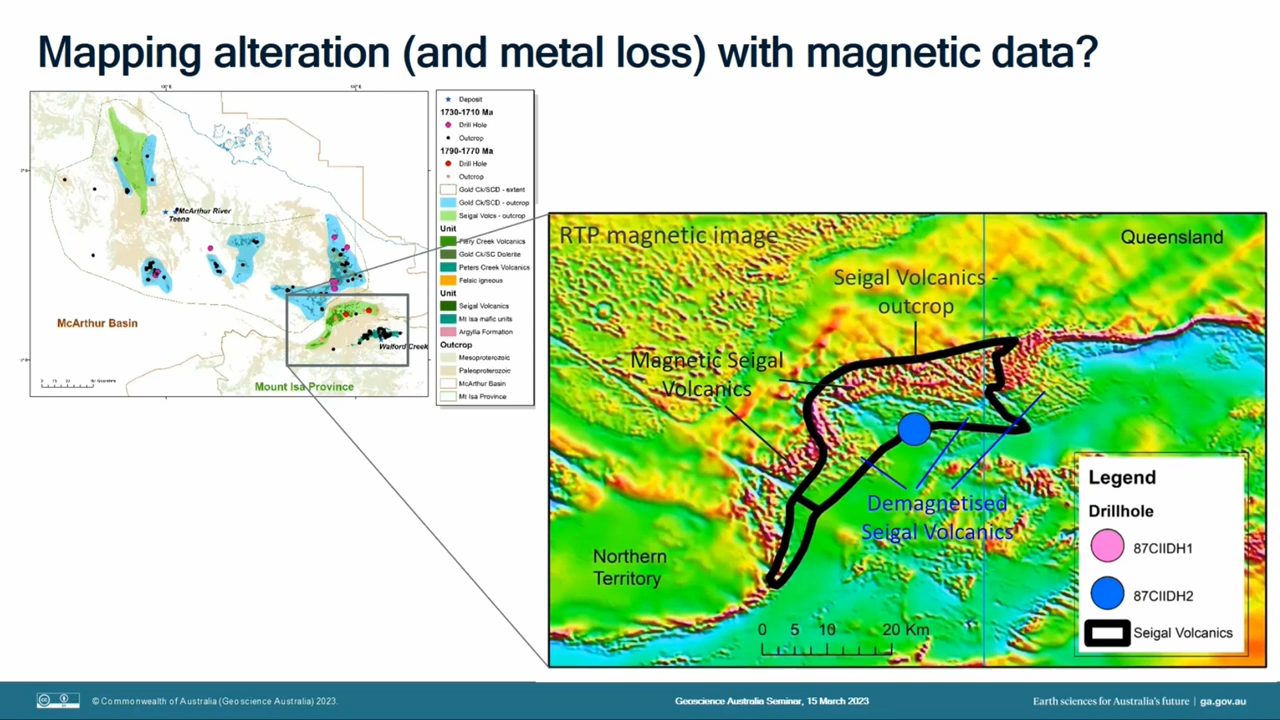 Mapping alteration (and metal loss) with magnetic data?
McArthur River
Teena
McArthur Basin
Walford Creek
Mount Isa Province
Deposit
1730-1710 Ma
Drill Hole
Outcrop
1790-1770 Ma
Drill Hole
Outcrop
Gold Ck/SCD - extent
Gold Ck/SCD - outcrop
Seigal Volcs - outcrop
Unit
Fiery Creek Volcanics
Gold Ck/SC Dolerite
Peters Creek Volcanics
Felsic igneous
Unit
Seigal Volcanics
Mt Isa mafic units
Argylla Formation
Outcrop
Mesoproterozoic
Paleoproterozoic
McArthur Basin
Mt Isa Province
RTP magnetic image
Queensland
Seigal Volcanics -
outcrop
Magnetic Seigal
Volcanics
Demagnetised
Seigal Volcanics
Northern
Territory
0 5 10 20 Km
Legend
Drillhole
87CIIDH1
87CIIDH2
Seigal Volcanics
© Commonwealth of Australia (Geoscience Australia) 2023.
Geoscience Australia Seminar, 15 March 2023
Earth sciences for Australia's future | ga.gov.au